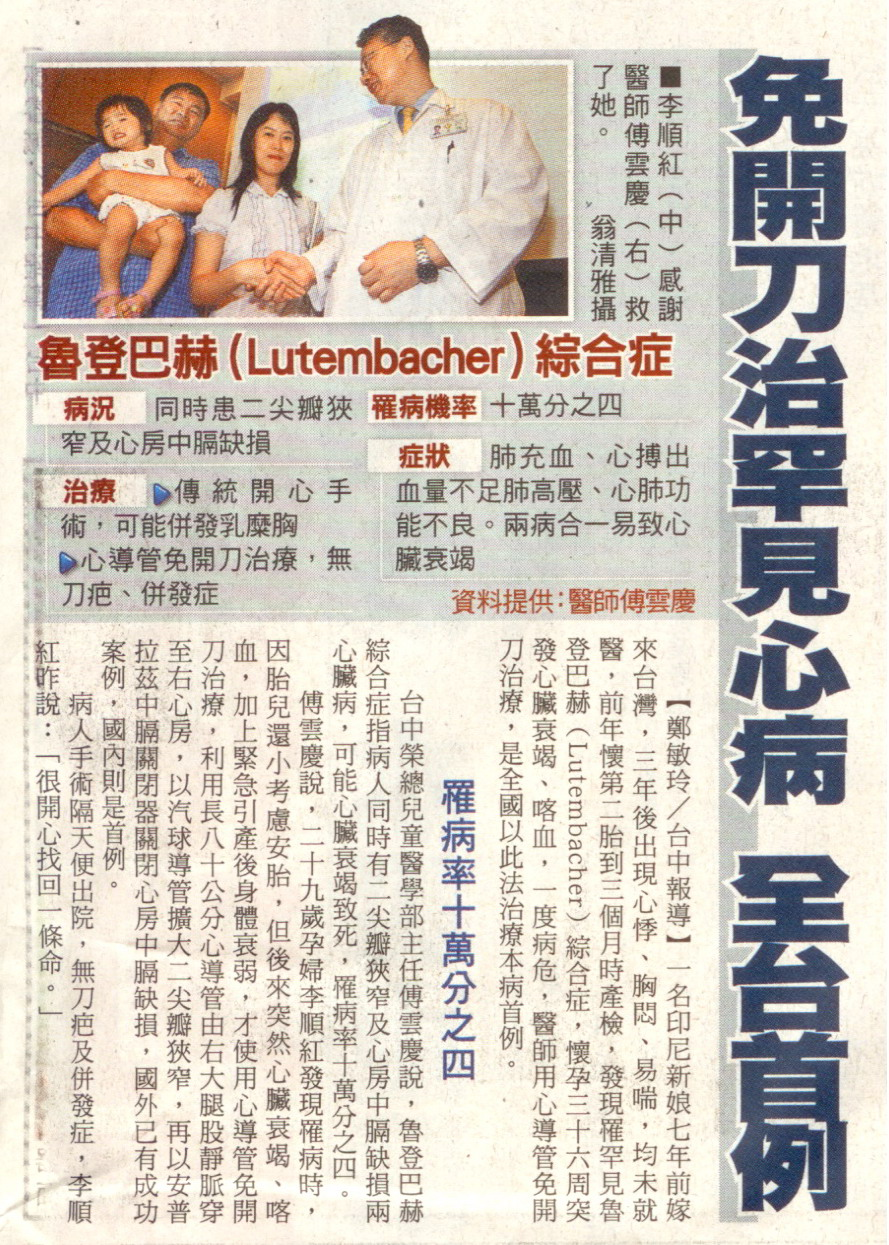 免開刀治罕見心病 全台首例
■李順紅（中）感謝
醫師傅雲慶（右）救
了她。 翁清雅攝
魯登巴赫（Lutembacher）綜合症
病況 同時患二尖瓣狹
窄及心房中膈缺損
治療 ▶傳統開心手
術，可能併發乳糜胸
▶心導管免開刀治療，無
刀疤、併發症
罹病機率 十萬分之四
症狀 肺充血、心搏出
血量不足肺高壓、心肺功
能不良。兩病合一易致心
臟衰竭
資料提供：醫師傅雲慶
【鄭敏玲／台中報導】一名印尼新娘七年前嫁
來台灣，三年後出現心悸、胸悶、易喘，均未就
醫，前年懷第二胎到三個月時產檢，發現罹罕見魯
登巴赫（Lutembacher）綜合症，懷孕三十六周突
發心臟衰竭、喀血，一度病危，醫師用心導管免開
刀治療，是全國以此法治療本病首例。
罹病率十萬分之四
台中榮總兒童醫學部主任傅雲慶說，魯登巴赫
綜合症指病人同時有二尖瓣狹窄及心房中膈缺損兩
心臟病，可能心臟衰竭致死，罹病率十萬分之四。
傅雲慶說，二十九歲孕婦李順紅發現罹病時，
因胎兒還小考慮安胎，但後來突然心臟衰竭、喀
血，加上緊急引產後身體衰弱，才使用心導管免開
刀治療，利用長八十公分心導管由右大腿股靜脈穿
至右心房，以汽球導管擴大二尖瓣狹窄，再以安普
拉茲中膈關閉器關閉心房中膈缺損，國外已有成功
案例，國內則是首例。
病人手術隔天便出院，無刀疤及併發症，李順
紅昨說：「很開心找回一條命。」